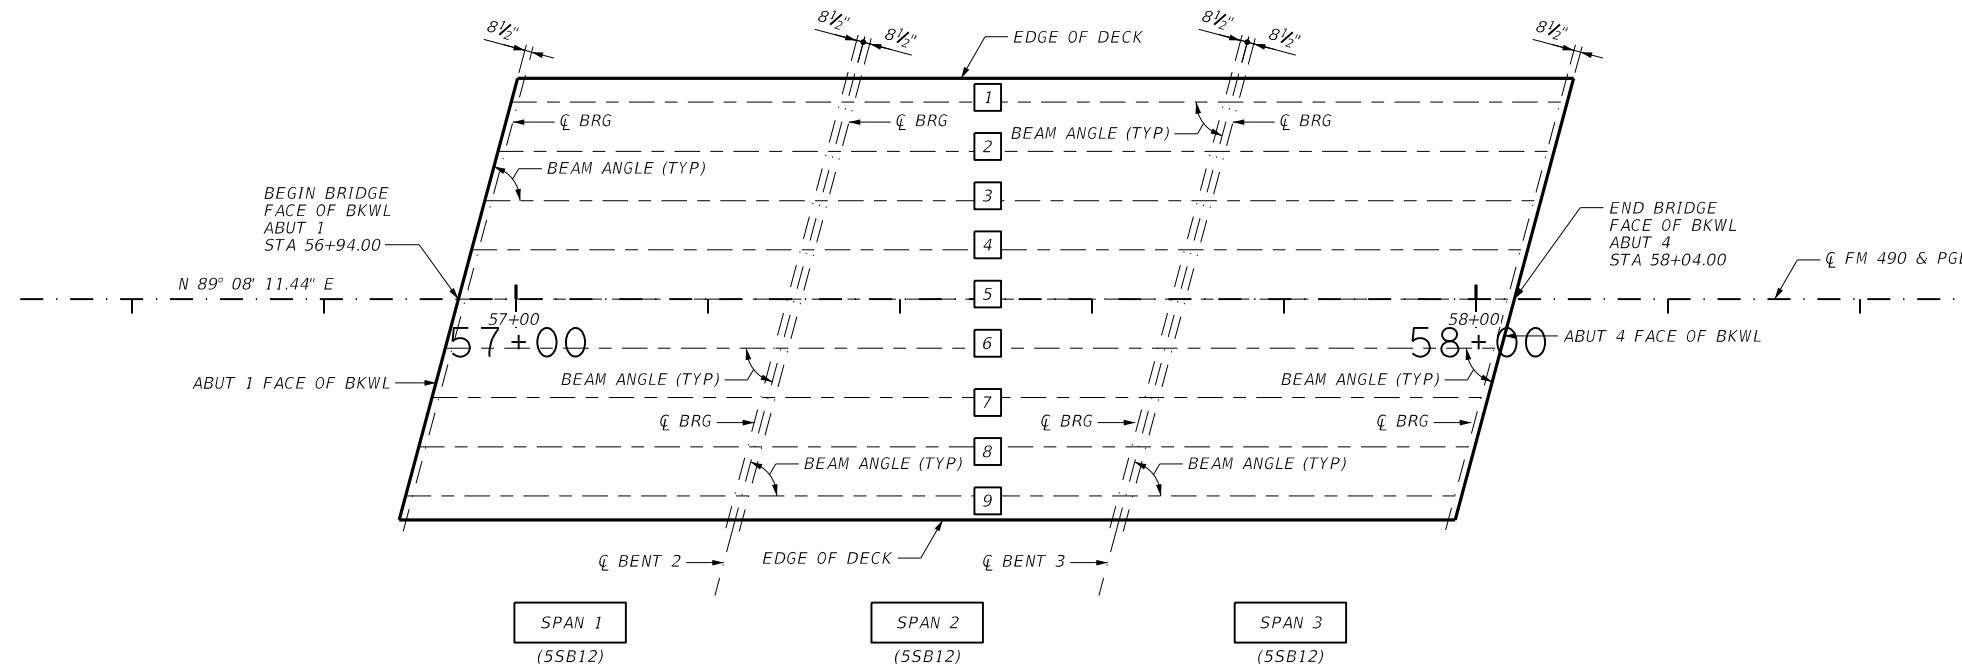 8½"
8½"
8½"
8½"
8½"
8½"
EDGE OF DECK
1
℄ BRG
℄ BRG
BEAM ANGLE (TYP)
℄ BRG
2
BEAM ANGLE (TYP)
3
BEGIN BRIDGE
FACE OF BKWL
ABUT 1
STA 56+94.00
END BRIDGE
FACE OF BKWL
ABUT 4
STA 58+04.00
4
℄ FM 490 & PGL
N 89° 08' 11.44" E
5
57+00
58+00
57+00
58+00
6
ABUT 4 FACE OF BKWL
ABUT 1 FACE OF BKWL
BEAM ANGLE (TYP)
BEAM ANGLE (TYP)
7
℄ BRG
℄ BRG
℄ BRG
8
BEAM ANGLE (TYP)
BEAM ANGLE (TYP)
9
℄ BENT 2
EDGE OF DECK
℄ BENT 3
SPAN 1
(5SB12)
SPAN 2
(5SB12)
SPAN 3
(5SB12)